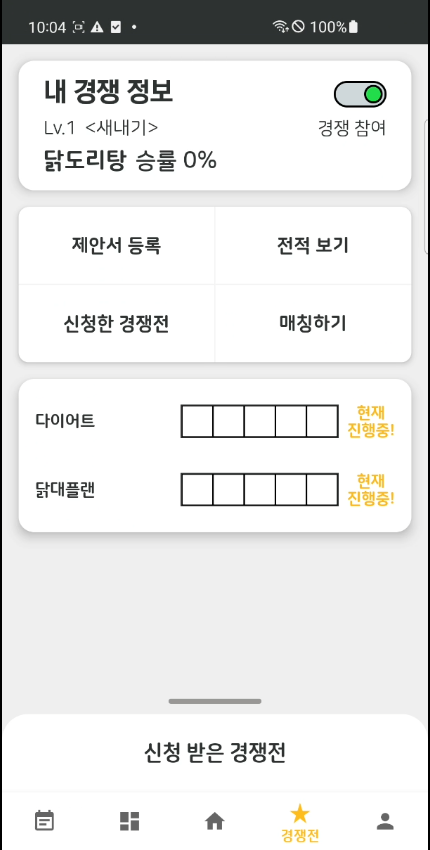 10:04 100%
내 경쟁 정보
Lv.1 <새내기> 경쟁 참여
닭도리탕 승률 0%
제안서 등록 전적 보기
신청한 경쟁전 매칭하기
다이어트 현재
진행중!
닭대플랜 현재
진행중!
신청 받은 경쟁전
경쟁전